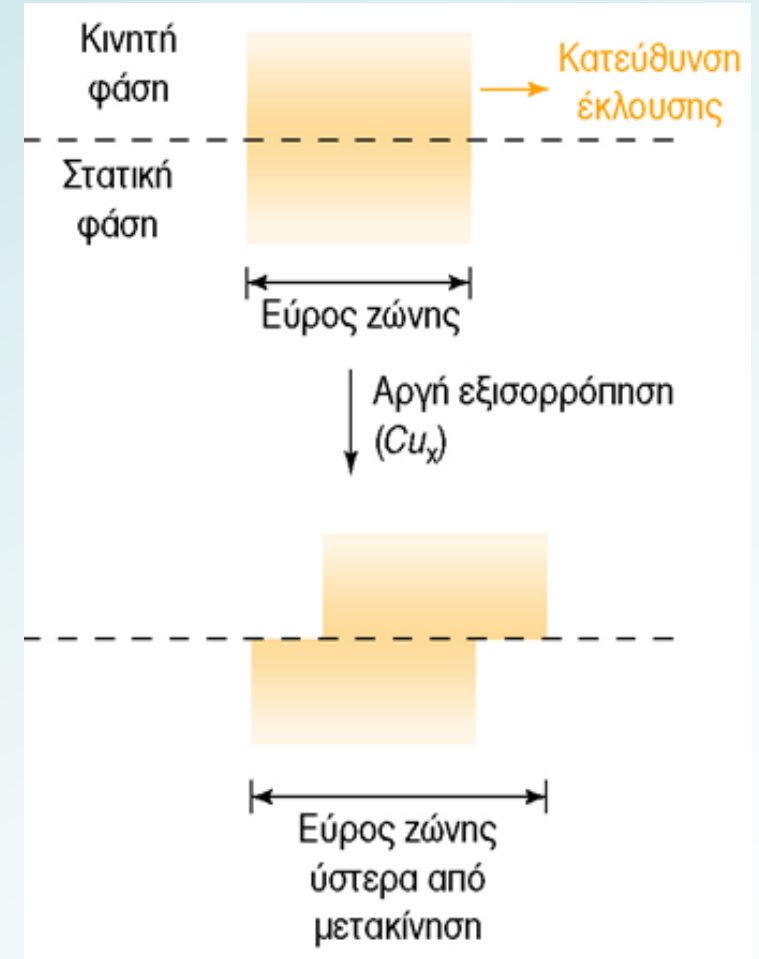 Κινητή
φάση
Κατεύθυνση
έκλουσης
Στατική
φάση
Εύρος ζώνης
Αργή εξισορρόπηση
(Cuₓ)
Εύρος ζώνης
ύστερα από
μετακίνηση